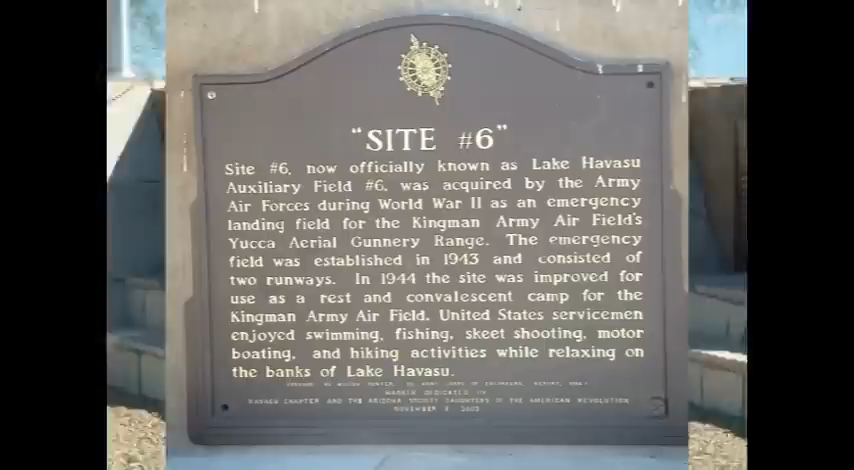 "SITE #6"
Site #6, now officially known as Lake Havasu
Auxiliary Field #6, was acquired by the Army
Air Forces during World War II as an emergency
landing field for the Kingman Army Air Field's
Yucca Aerial Gunnery Range. The emergency
field was established in 1943 and consisted of
two runways. In 1944 the site was improved for
use as a rest and convalescent camp for the
Kingman Army Air Field. United States servicemen
enjoyed swimming, fishing, skeet shooting, motor
boating, and hiking activities while relaxing on
the banks of Lake Havasu.
MARKER DEDICATED BY
HAVASU CHAPTER AND THE ARIZONA SOCIETY DAUGHTERS OF THE AMERICAN REVOLUTION
NOVEMBER